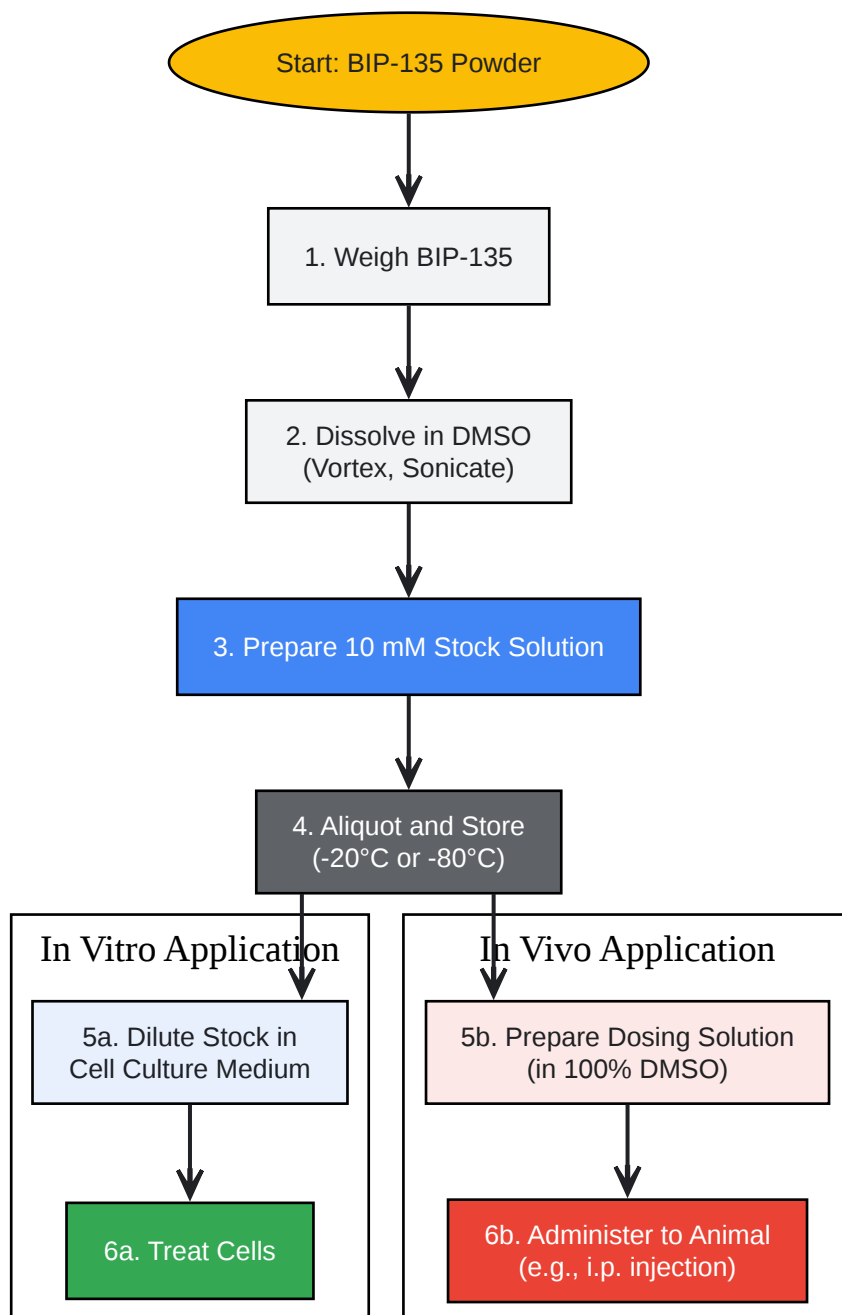 Start: BIP-135 Powder
1. Weigh BIP-135
2. Dissolve in DMSO
(Vortex, Sonicate)
3. Prepare 10 mM Stock Solution
4. Aliquot and Store
(-20°C or -80°C)
In Vitro Application
5a. Dilute Stock in
Cell Culture Medium
6a. Treat Cells
In Vivo Application
5b. Prepare Dosing Solution
(in 100% DMSO)
6b. Administer to Animal
(e.g., i.p. injection)